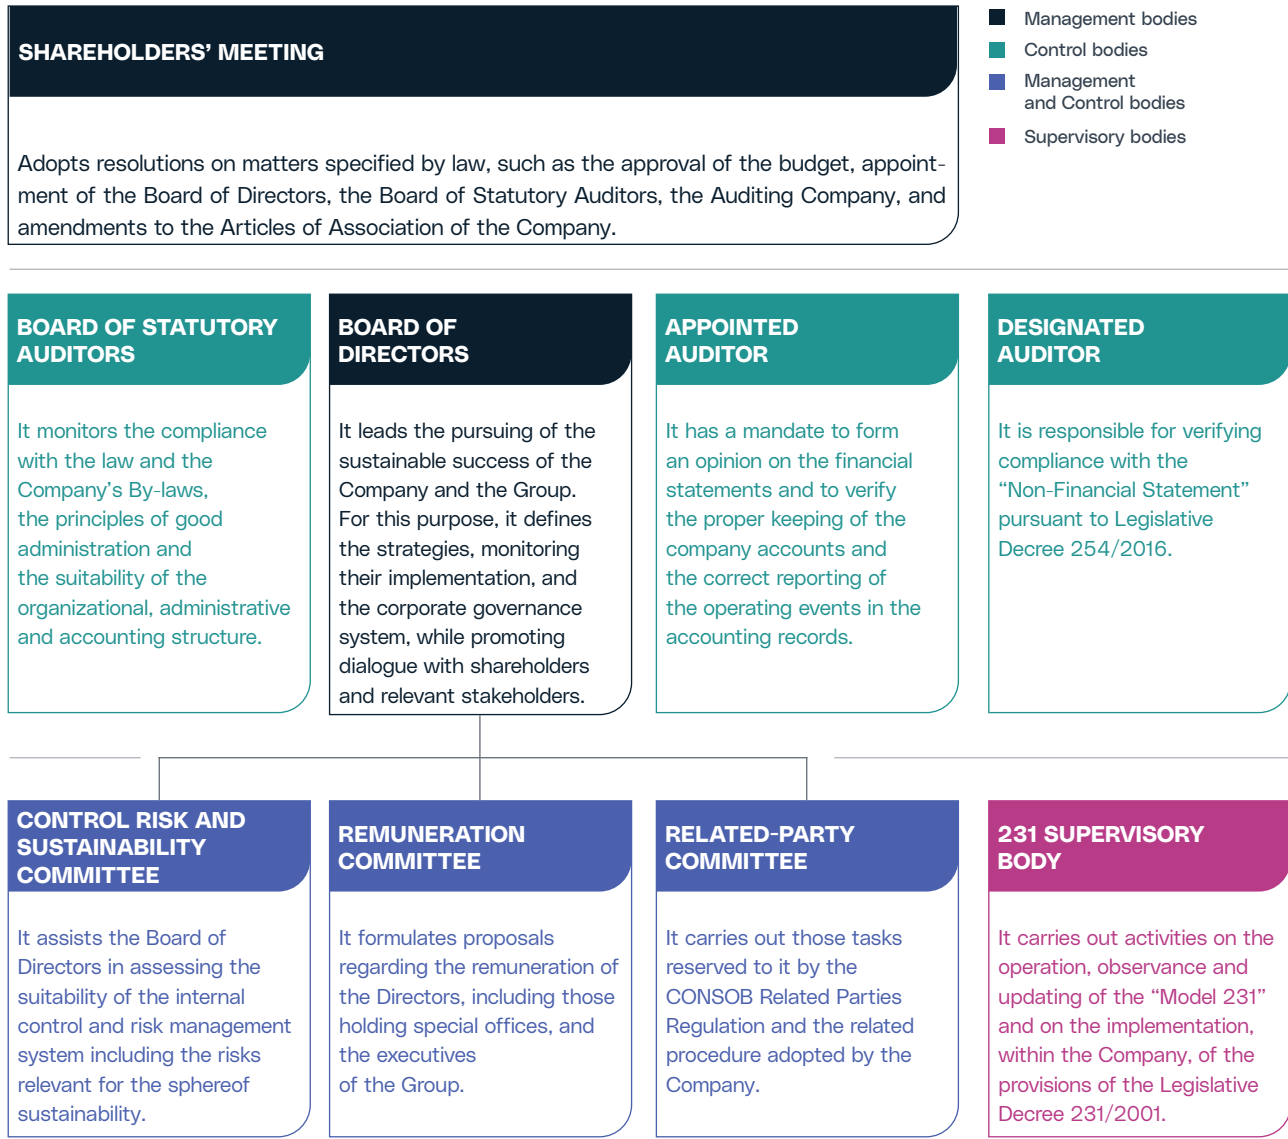 SHAREHOLDERS’ MEETING
Adopts resolutions on matters specified by law, such as the approval of the budget, appoint-
ment of the Board of Directors, the Board of Statutory Auditors, the Auditing Company, and
amendments to the Articles of Association of the Company.
Management bodies
Control bodies
Management
and Control bodies
Supervisory bodies
BOARD OF STATUTORY
AUDITORS
It monitors the compliance
with the law and the
Company’s By-laws,
the principles of good
administration and
the suitability of the
organizational, administrative
and accounting structure.
BOARD OF
DIRECTORS
It leads the pursuing of the
sustainable success of the
Company and the Group.
For this purpose, it defines
the strategies, monitoring
their implementation, and
the corporate governance
system, while promoting
dialogue with shareholders
and relevant stakeholders.
APPOINTED
AUDITOR
It has a mandate to form
an opinion on the financial
statements and to verify
the proper keeping of the
company accounts and
the correct reporting of
the operating events in the
accounting records.
DESIGNATED
AUDITOR
It is responsible for verifying
compliance with the
“Non-Financial Statement”
pursuant to Legislative
Decree 254/2016.
CONTROL RISK AND
SUSTAINABILITY
COMMITTEE
It assists the Board of
Directors in assessing the
suitability of the internal
control and risk management
system including the risks
relevant for the sphereof
sustainability.
REMUNERATION
COMMITTEE
It formulates proposals
regarding the remuneration of
the Directors, including those
holding special offices, and
the executives
of the Group.
RELATED-PARTY
COMMITTEE
It carries out those tasks
reserved to it by the
CONSOB Related Parties
Regulation and the related
procedure adopted by the
Company.
231 SUPERVISORY
BODY
It carries out activities on the
operation, observance and
updating of the “Model 231”
and on the implementation,
within the Company, of the
provisions of the Legislative
Decree 231/2001.